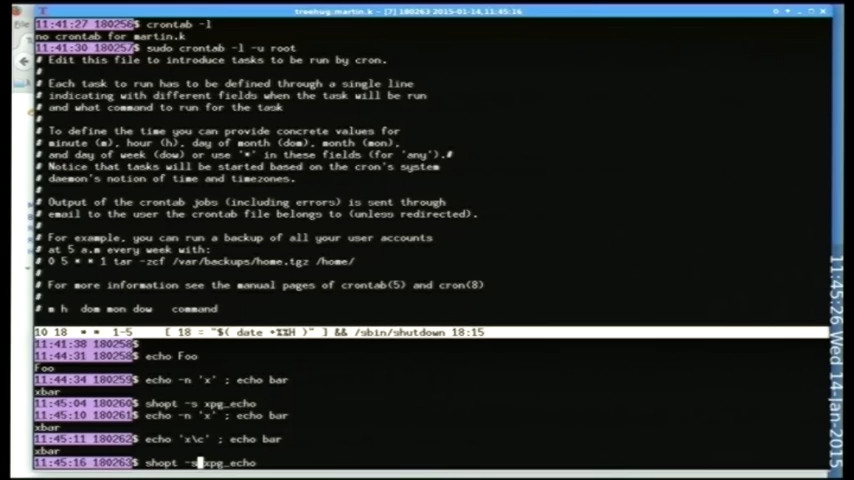 treebug.martin.k - [7] 180263 2015-01-14,11:45:16
File
11:41:27 180256$ crontab -l
no crontab for martin.k
11:41:30 180257$ sudo crontab -l -u root
# Edit this file to introduce tasks to be run by cron.
#
# Each task to run has to be defined through a single line
# indicating with different fields when the task will be run
# and what command to run for the task
#
# To define the time you can provide concrete values for
# minute (m), hour (h), day of month (dom), month (mon),
# and day of week (dow) or use '*' in these fields (for 'any').#
# Notice that tasks will be started based on the cron's system
# daemon's notion of time and timezones.
#
# Output of the crontab jobs (including errors) is sent through
# email to the user the crontab file belongs to (unless redirected).
#
# For example, you can run a backup of all your user accounts
# at 5 a.m every week with:
# 0 5 * * 1 tar -zcf /var/backups/home.tgz /home/
#
# For more information see the manual pages of crontab(5) and cron(8)
#
# m h  dom mon dow   command
10 18  * *  1-5     [ 18 = "$( date +%%H )" ] && /sbin/shutdown 18:15
11:41:38 180258$
11:44:31 180258$ echo Foo
Foo
11:44:34 180259$ echo -n 'x' ; echo bar
xbar
11:45:04 180260$ shopt -s xpg_echo
11:45:10 180261$ echo -n 'x' ; echo bar
xbar
11:45:11 180262$ echo 'x\c' ; echo bar
xbar
11:45:16 180263$ shopt -s xpg_echo
11:45:26 Wed 14-Jan-2015